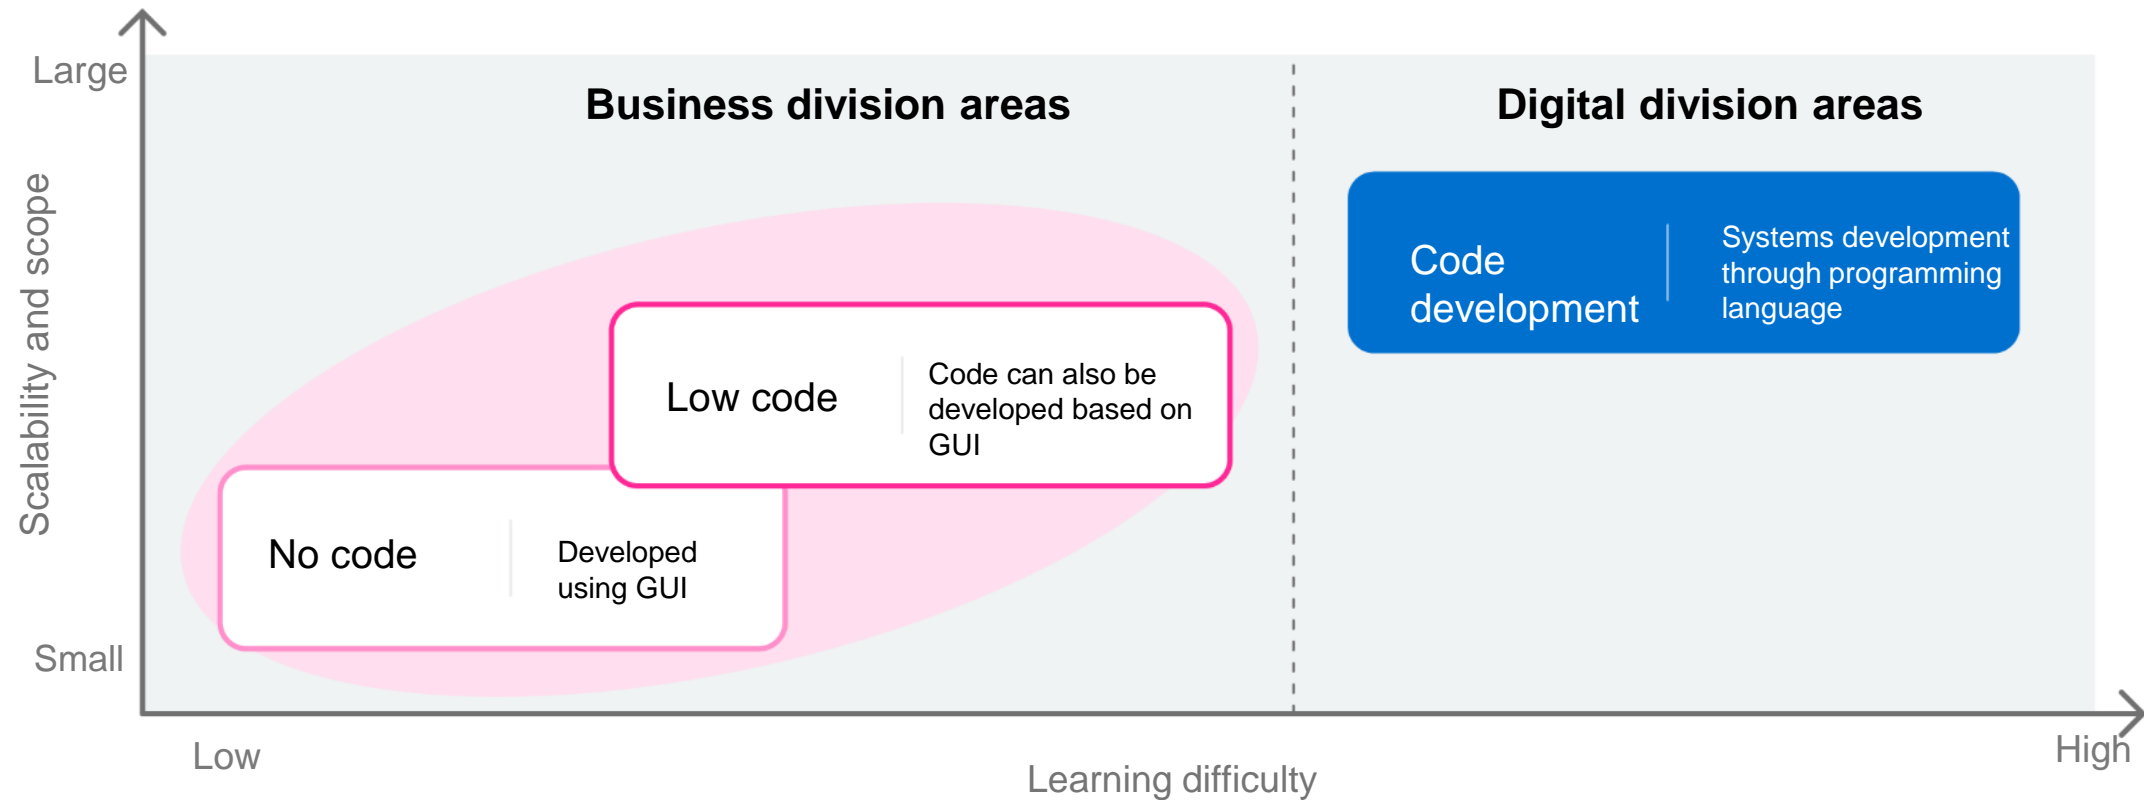 Large
Business division areas
Digital division areas
Scalability and scope
Code
development
Systems development
through programming
language
Low code
Code can also be
developed based on
GUI
No code
Developed
using GUI
Small
Low
High
Learning difficulty